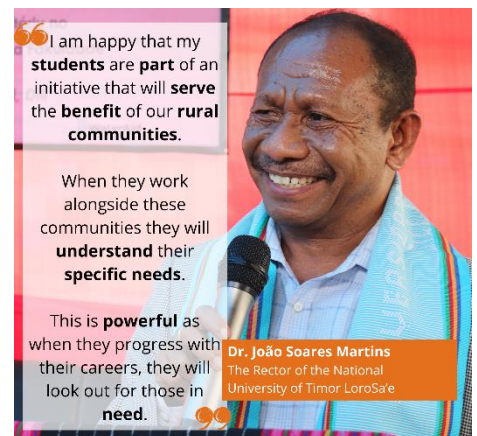 I am happy that my
students are part of an
initiative that will serve
the benefit of our rural
communities.
When they work
alongside these
communities they will
understand their
specific needs.
This is powerful as
when they progress with
their careers, they will
look out for those in
need.
Dr. João Soares Martins
The Rector of the National
University of Timor LoroSa'e